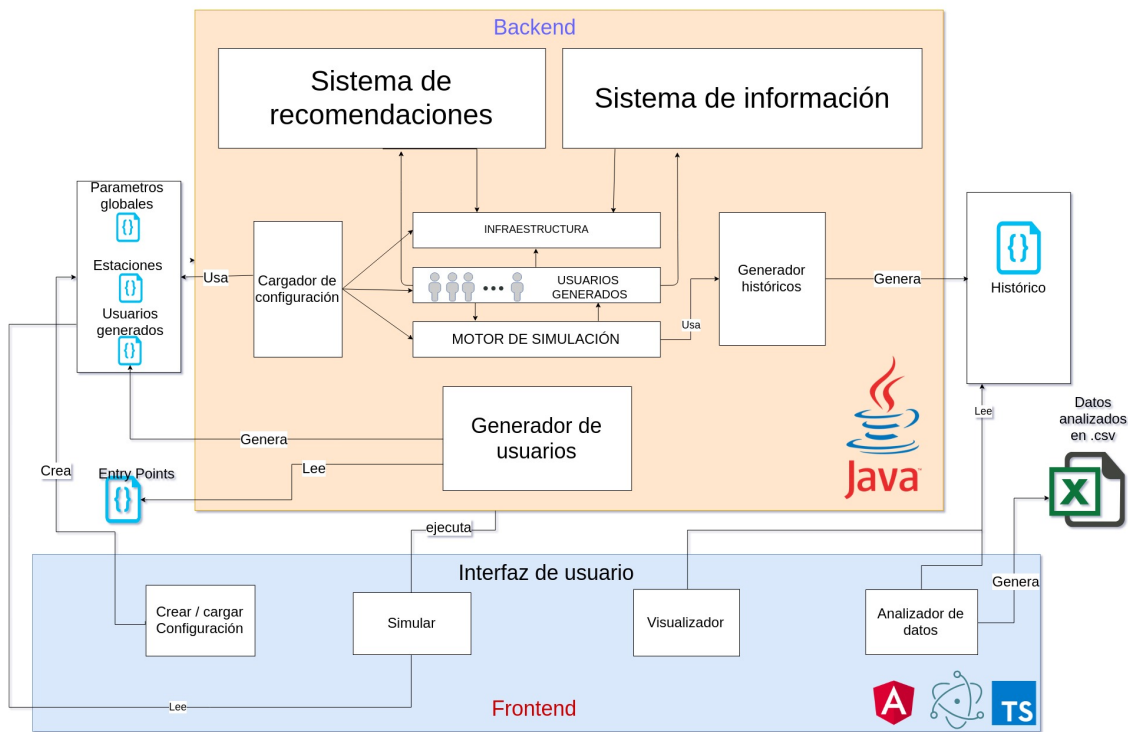 Backend
Sistema de
recomendaciones
Sistema de información
Parametros
globales
{}
Estaciones
{}
Usuarios
generados
{}
Usa
Cargador de
configuración
INFRAESTRUCTURA
USUARIOS
GENERADOS
MOTOR DE SIMULACIÓN
Usa
Generador
históricos
Genera
{}
Histórico
Generador de
usuarios
Genera
Lee
Java
Lee
Datos
analizados
en .csv
X
Crea
Entry Points
{}
ejecuta
Interfaz de usuario
Genera
Crear / cargar
Configuración
Simular
Visualizador
Analizador de
datos
Lee
Frontend
A
TS